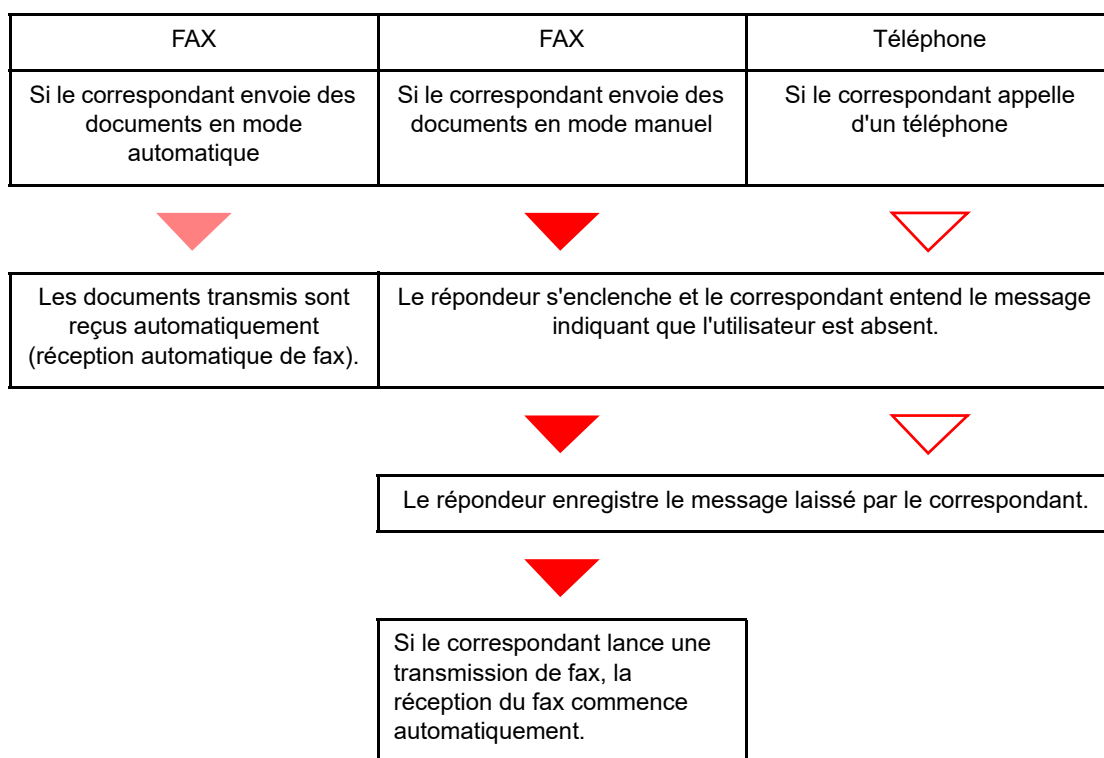 FAX
FAX
Téléphone
Si le correspondant envoie des
documents en mode
automatique
Si le correspondant envoie des
documents en mode manuel
Si le correspondant appelle
d'un téléphone
Les documents transmis sont
reçus automatiquement
(réception automatique de fax).
Le répondeur s'enclenche et le correspondant entend le message
indiquant que l'utilisateur est absent.
Le répondeur enregistre le message laissé par le correspondant.
Si le correspondant lance une
transmission de fax, la
réception du fax commence
automatiquement.